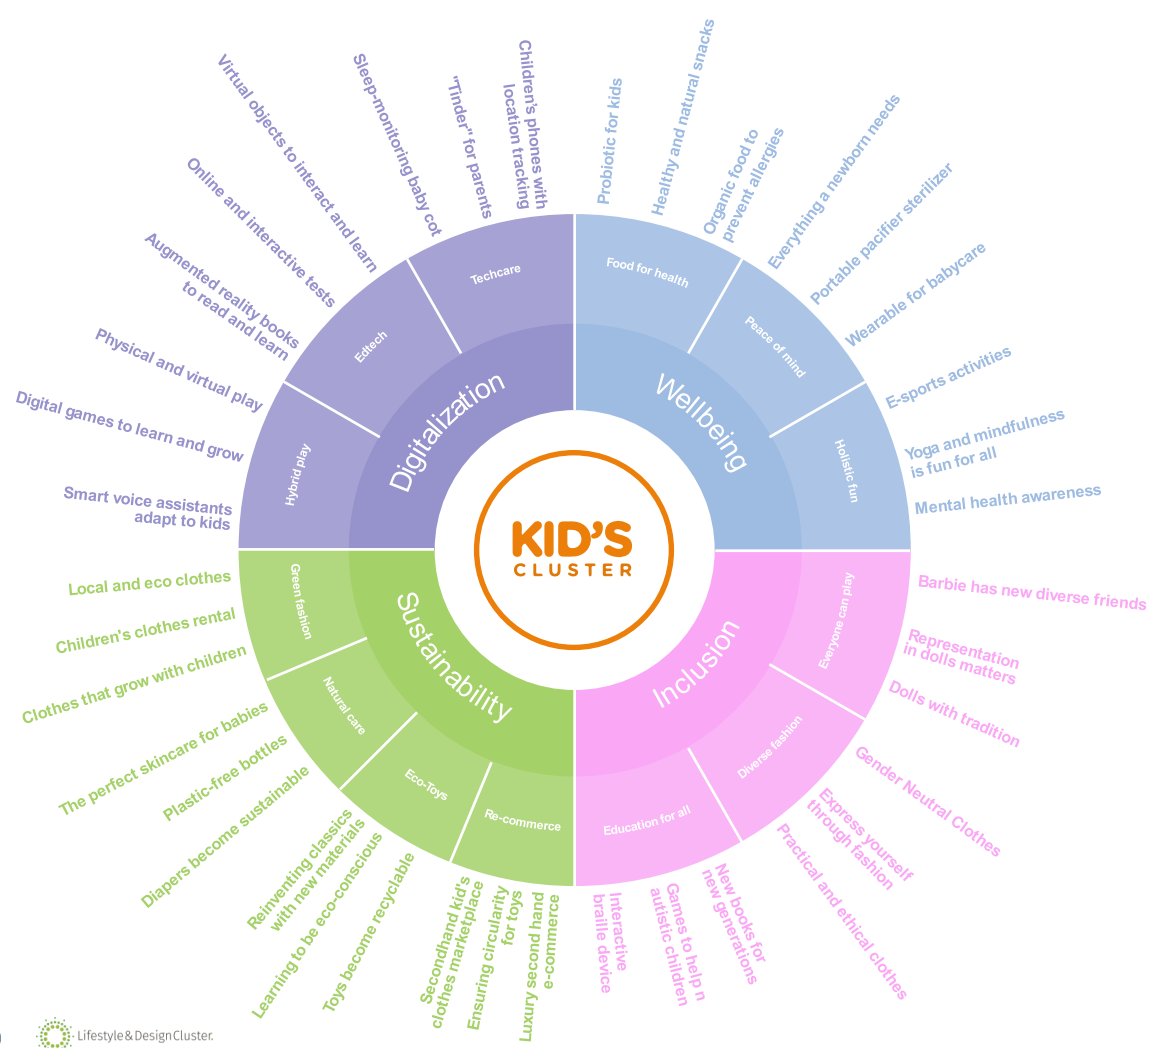 KID'S
CLUSTER
Digitalization
Techcare
Children's phones with
location tracking
"Tinder" for parents
Sleep-monitoring baby cot
Edtech
Virtual objects to interact and learn
Online and interactive tests
Augmented reality books
to read and learn
Hybrid play
Physical and virtual play
Digital games to learn and grow
Smart voice assistants
adapt to kids
Wellbeing
Food for health
Probiotic for kids
Healthy and natural snacks
Organic food to
prevent allergies
Peace of mind
Everything a newborn needs
Portable pacifier sterilizer
Wearable for babycare
Holistic fun
E-sports activities
Yoga and mindfulness
is fun for all
Mental health awareness
Inclusion
Everyone can play
Barbie has new diverse friends
Representation
in dolls matters
Dolls with tradition
Diverse fashion
Gender Neutral Clothes
Express yourself
through fashion
Practical and ethical clothes
Education for all
New books for
new generations
Games to help n
autistic children
Interactive
braille device
Sustainability
Green fashion
Local and eco clothes
Children's clothes rental
Clothes that grow with children
Natural care
The perfect skincare for babies
Plastic-free bottles
Diapers become sustainable
Eco-Toys
Reinventing classics
with new materials
Learning to be eco-conscious
Toys become recyclable
Re-commerce
Secondhand kid's
clothes marketplace
Ensuring circularity
for toys
Luxury second hand
e-commerce
Lifestyle&DesignCluster.